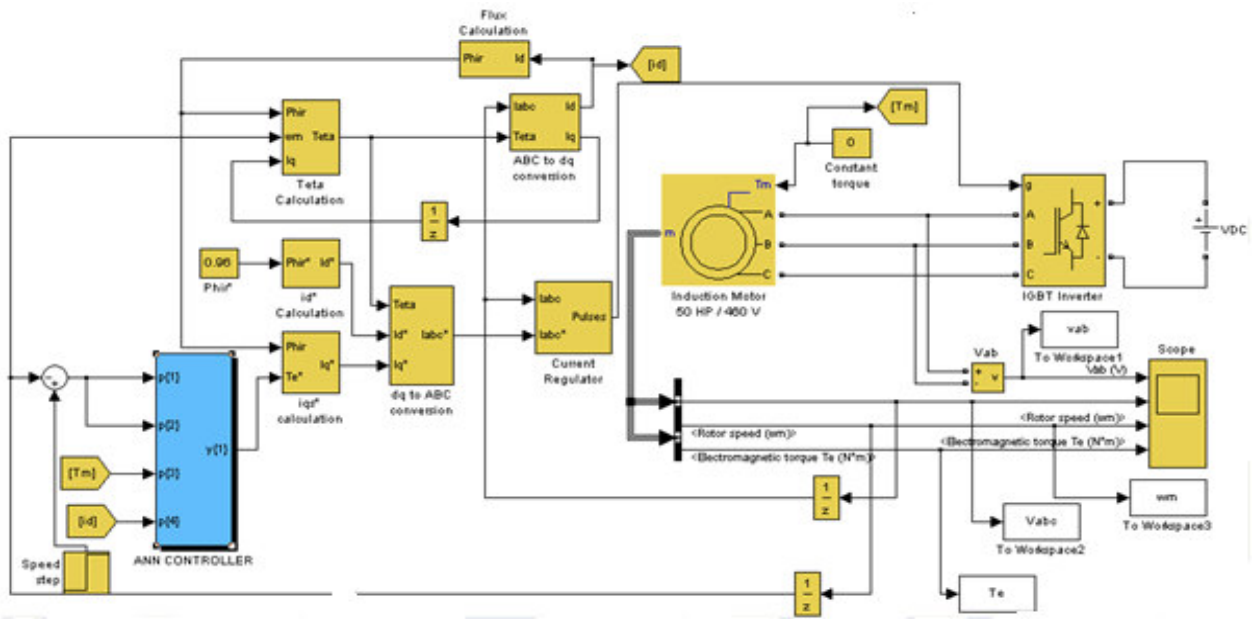 Flux
Calculation
Phir
Id
[id]
Phir
wm
Iq
Teta
Teta
Calculation
Iabc
Teta
Id
Iq
ABC to dq
conversion
[Tm]
0
Constant
torque
1
z
Tm
m
A
B
C
Induction Motor
50 HP / 460 V
g
A
B
C
+
-
IGBT Inverter
+
VDC
0.96
Phir*
Phir*
Id*
id*
Calculation
Phir
Te*
Iq*
iqs*
calculation
Teta
Id*
Iq*
Iabc*
dq to ABC
conversion
Iabc
Iabc*
Pulses
Current
Regulator
vab
To Workspace1
Vab
+
-
v
Vab (V)
Scope
p{1}
p{2}
p{3}
p{4}
y{1}
ANN CONTROLLER
[Tm]
[id]
Speed
step
<Rotor speed (wm)>
<Electromagnetic torque Te (N*m)>
<Rotor speed (wm)>
<Electromagnetic torque Te (N*m)>
1
z
wm
To Workspace3
Vabc
To Workspace2
1
z
Te